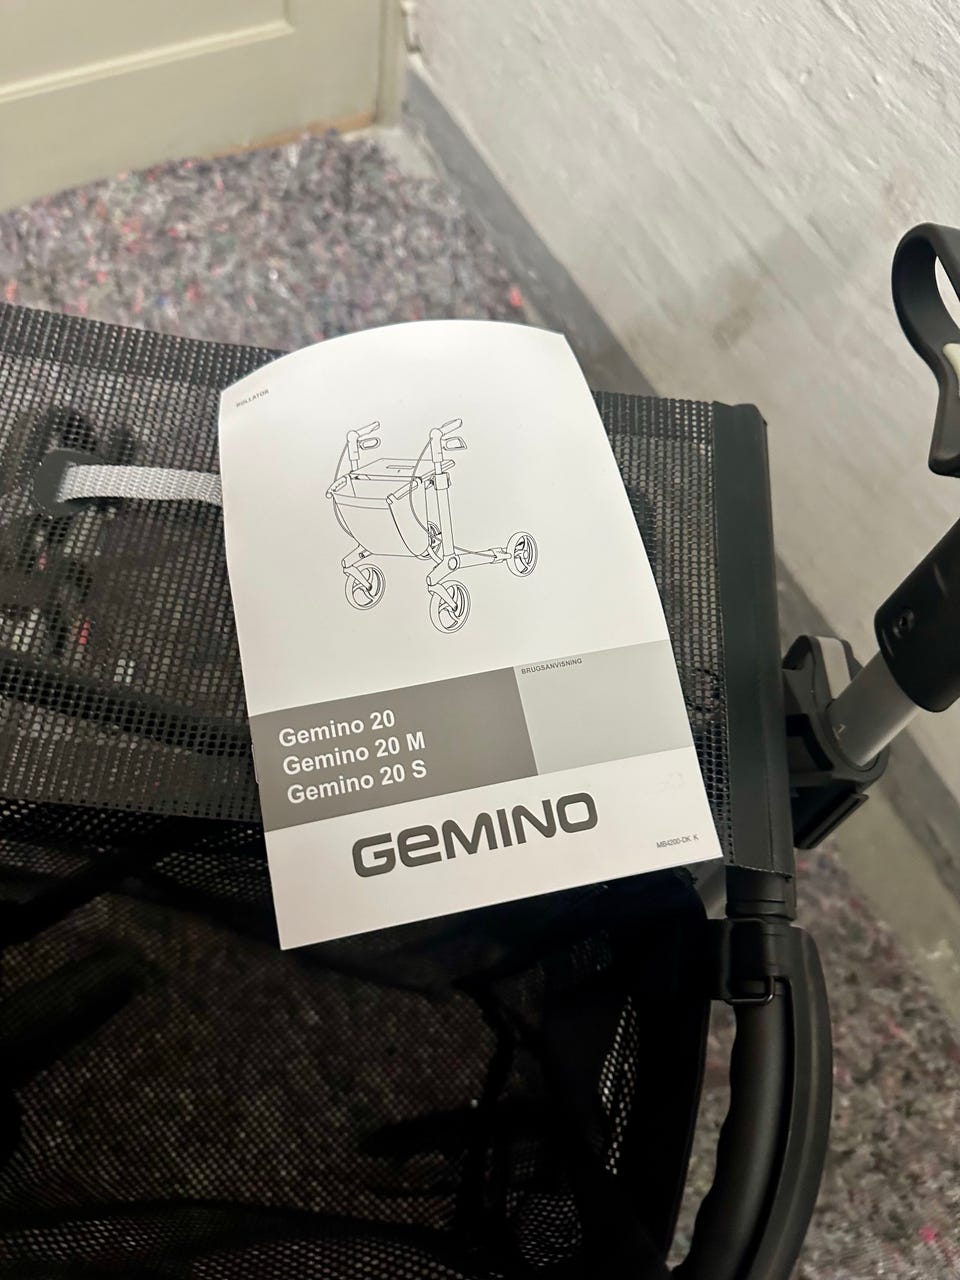 ROLLATOR
BRUGSANVISNING
Gemino 20
Gemino 20 M
Gemino 20 S
GEMINO
MB4200-DK K